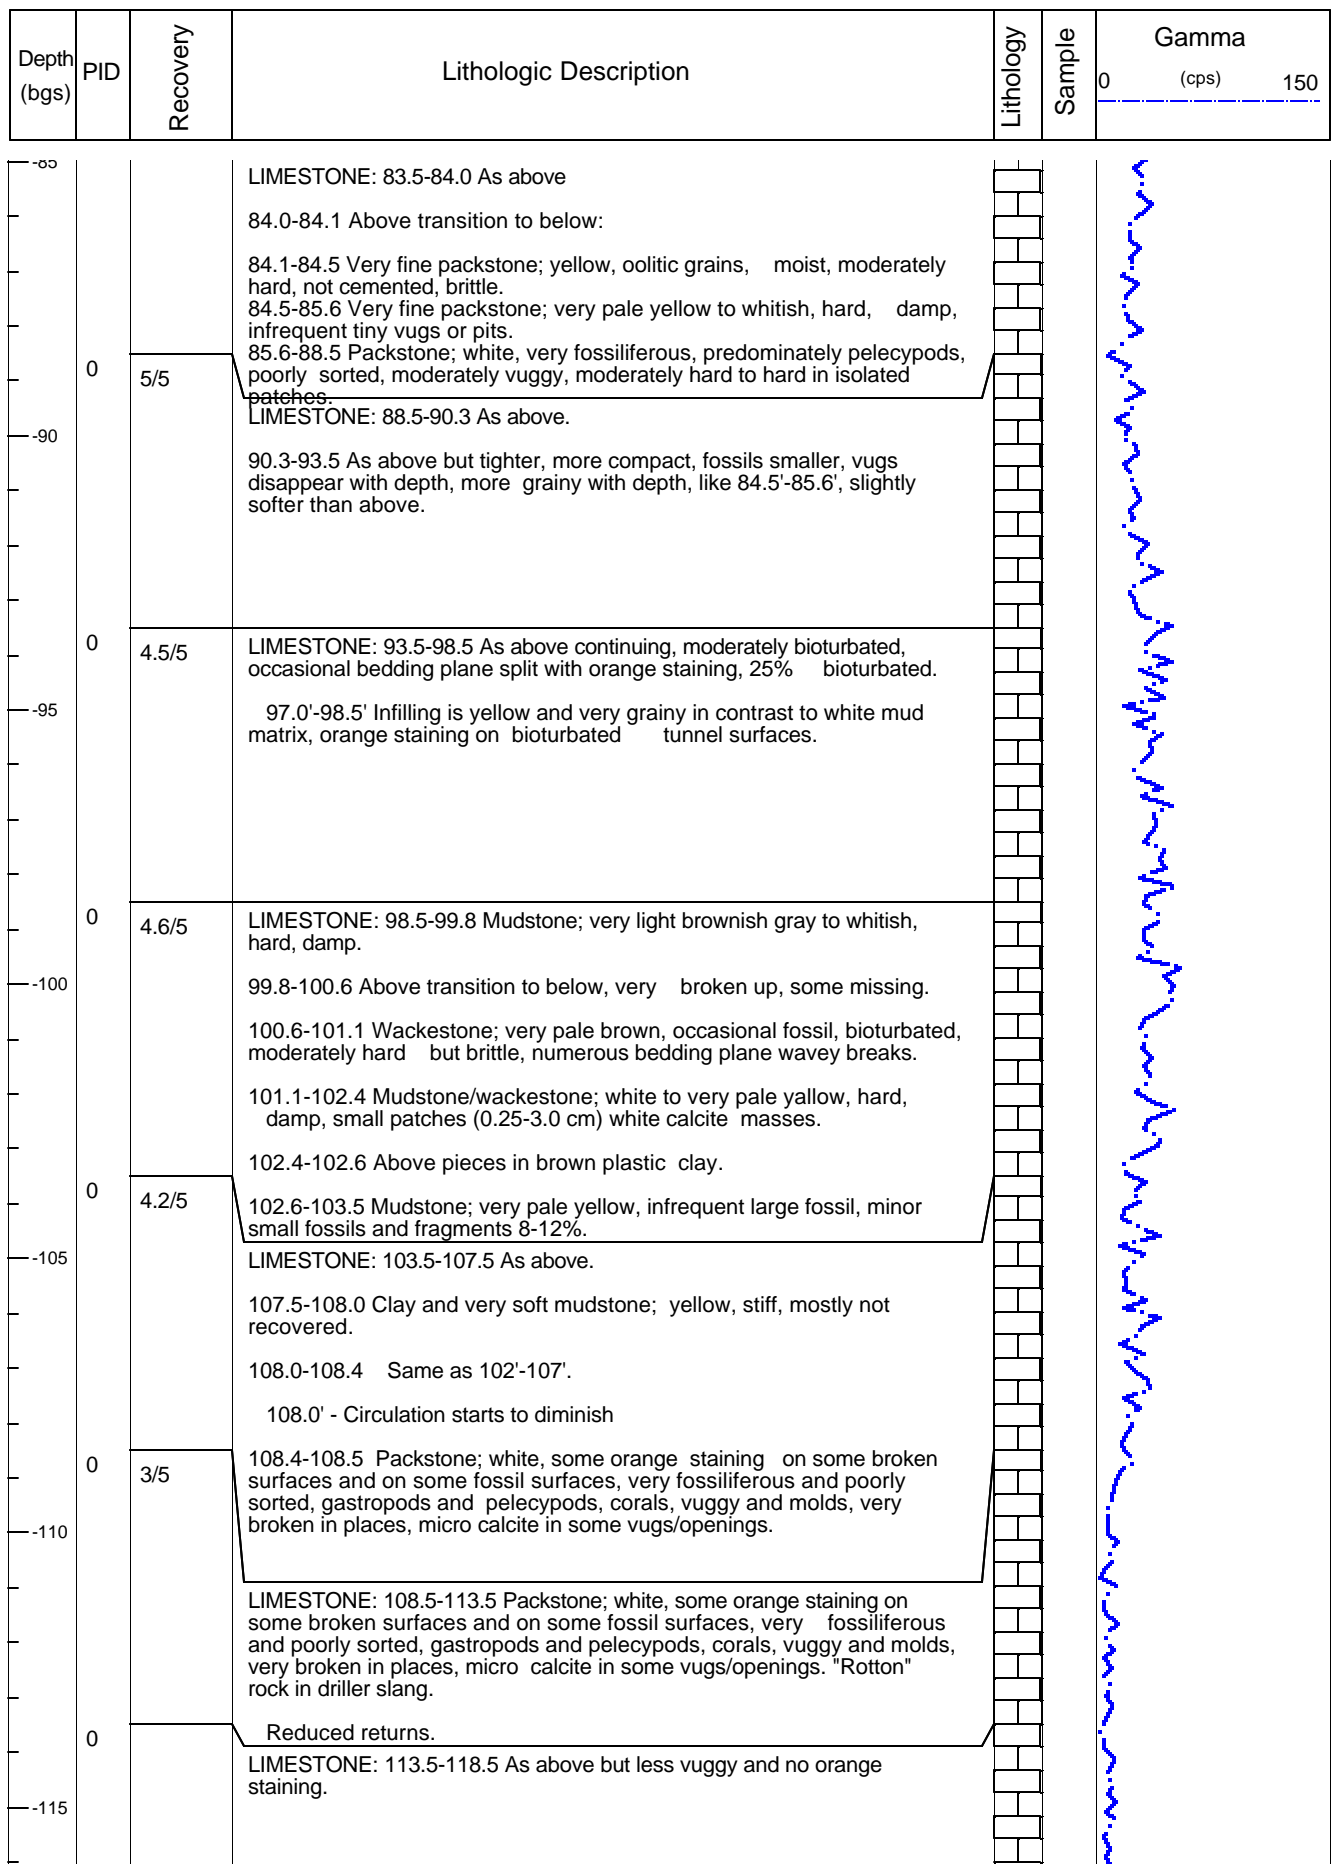 Depth
(bgs)
PID
Recovery
Lithologic Description
Lithology
Sample
Gamma
0 (cps) 150
-85
LIMESTONE: 83.5-84.0 As above
84.0-84.1 Above transition to below:
84.1-84.5 Very fine packstone; yellow, oolitic grains, moist, moderately
hard, not cemented, brittle.
84.5-85.6 Very fine packstone; very pale yellow to whitish, hard, damp,
infrequent tiny vugs or pits.
85.6-88.5 Packstone; white, very fossiliferous, predominately pelecypods,
poorly sorted, moderately vuggy, moderately hard to hard in isolated
patches.
0
5/5
LIMESTONE: 88.5-90.3 As above.
-90
90.3-93.5 As above but tighter, more compact, fossils smaller, vugs
disappear with depth, more grainy with depth, like 84.5'-85.6', slightly
softer than above.
0
4.5/5
LIMESTONE: 93.5-98.5 As above continuing, moderately bioturbated,
occasional bedding plane split with orange staining, 25% bioturbated.
-95
97.0'-98.5' Infilling is yellow and very grainy in contrast to white mud
matrix, orange staining on bioturbated tunnel surfaces.
0
4.6/5
LIMESTONE: 98.5-99.8 Mudstone; very light brownish gray to whitish,
hard, damp.
-100
99.8-100.6 Above transition to below, very broken up, some missing.
100.6-101.1 Wackestone; very pale brown, occasional fossil, bioturbated,
moderately hard but brittle, numerous bedding plane wavey breaks.
101.1-102.4 Mudstone/wackestone; white to very pale yallow, hard,
damp, small patches (0.25-3.0 cm) white calcite masses.
102.4-102.6 Above pieces in brown plastic clay.
0
4.2/5
102.6-103.5 Mudstone; very pale yellow, infrequent large fossil, minor
small fossils and fragments 8-12%.
-105
LIMESTONE: 103.5-107.5 As above.
107.5-108.0 Clay and very soft mudstone; yellow, stiff, mostly not
recovered.
108.0-108.4 Same as 102'-107'.
108.0' - Circulation starts to diminish
0
3/5
108.4-108.5 Packstone; white, some orange staining on some broken
surfaces and on some fossil surfaces, very fossiliferous and poorly
sorted, gastropods and pelecypods, corals, vuggy and molds, very
broken in places, micro calcite in some vugs/openings.
-110
LIMESTONE: 108.5-113.5 Packstone; white, some orange staining on
some broken surfaces and on some fossil surfaces, very fossiliferous
and poorly sorted, gastropods and pelecypods, corals, vuggy and molds,
very broken in places, micro calcite in some vugs/openings. "Rotton"
rock in driller slang.
Reduced returns.
0
LIMESTONE: 113.5-118.5 As above but less vuggy and no orange
staining.
-115